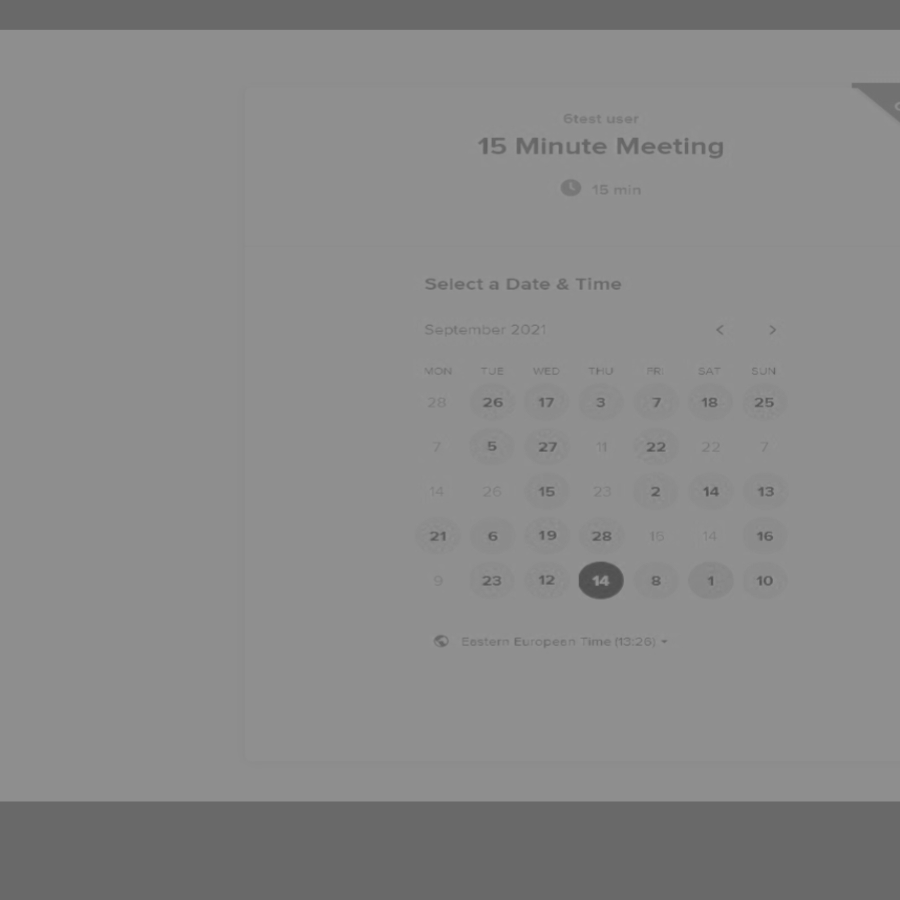 6test user
15 Minute Meeting
15 min
Select a Date & Time
September 2021 < >
MON TUE WED THU FRI SAT SUN
28 26 17 3 7 18 25
7 5 27 11 22 22 7
14 26 15 23 2 14 13
21 6 19 28 15 14 16
9 23 12 14 8 1 10
Eastern European Time (13:26)